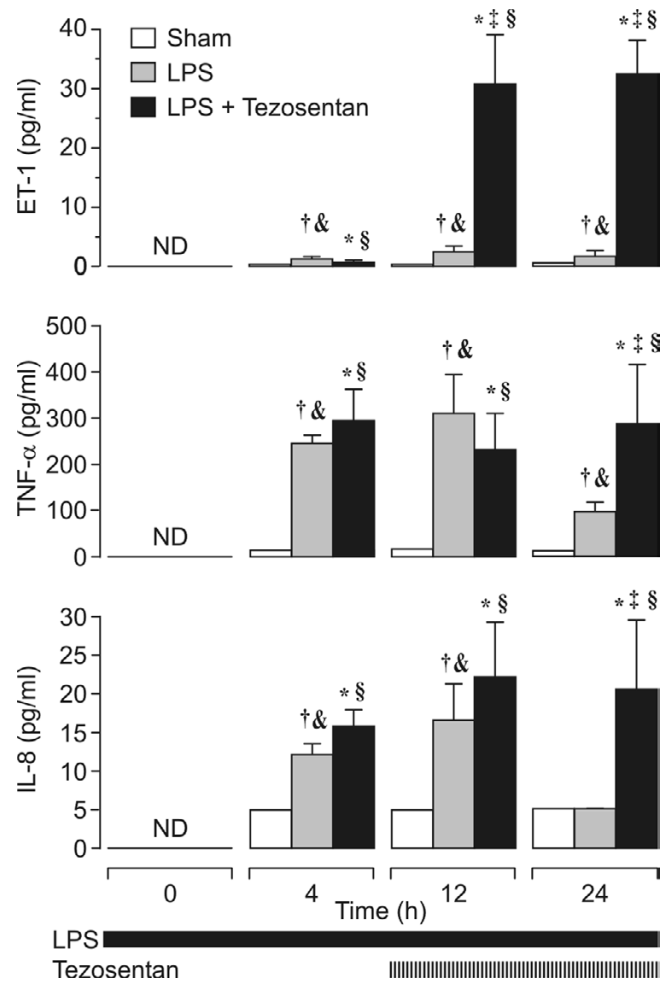 40
30
20
10
0
ET-1 (pg/ml)
Sham
LPS
LPS + Tezosentan
ND
†&
*§
†&
*‡§
†&
*‡§
500
400
300
200
100
0
TNF-α (pg/ml)
ND
†&
*§
†&
*§
†&
*‡§
30
25
20
15
10
5
0
IL-8 (pg/ml)
ND
†&
*§
†&
*§
*‡§
0 4 12 24
Time (h)
LPS
Tezosentan